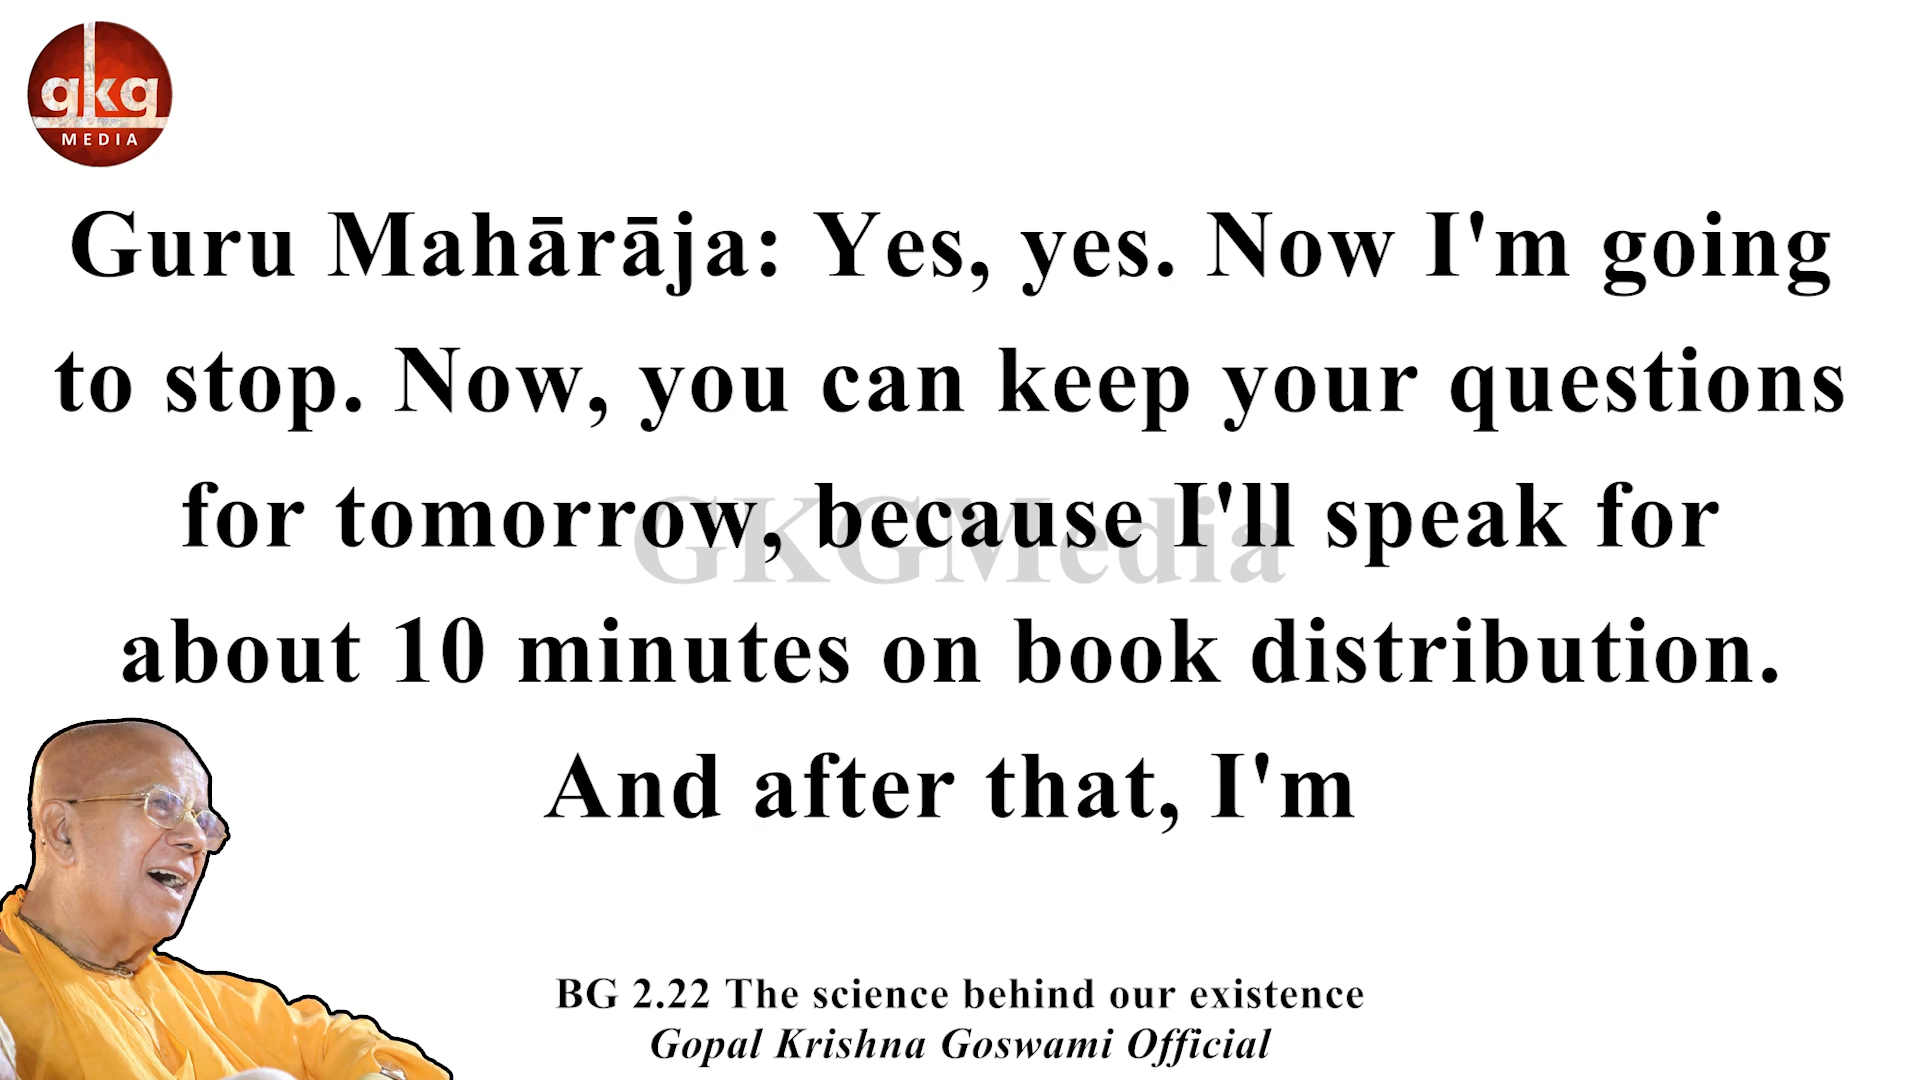 gkg
MEDIA
Guru Mahārāja: Yes, yes. Now I'm going
to stop. Now, you can keep your questions
for tomorrow, because I'll speak for
GKGMedia
about 10 minutes on book distribution.
And after that, I'm
BG 2.22 The science behind our existence
Gopal Krishna Goswami Official